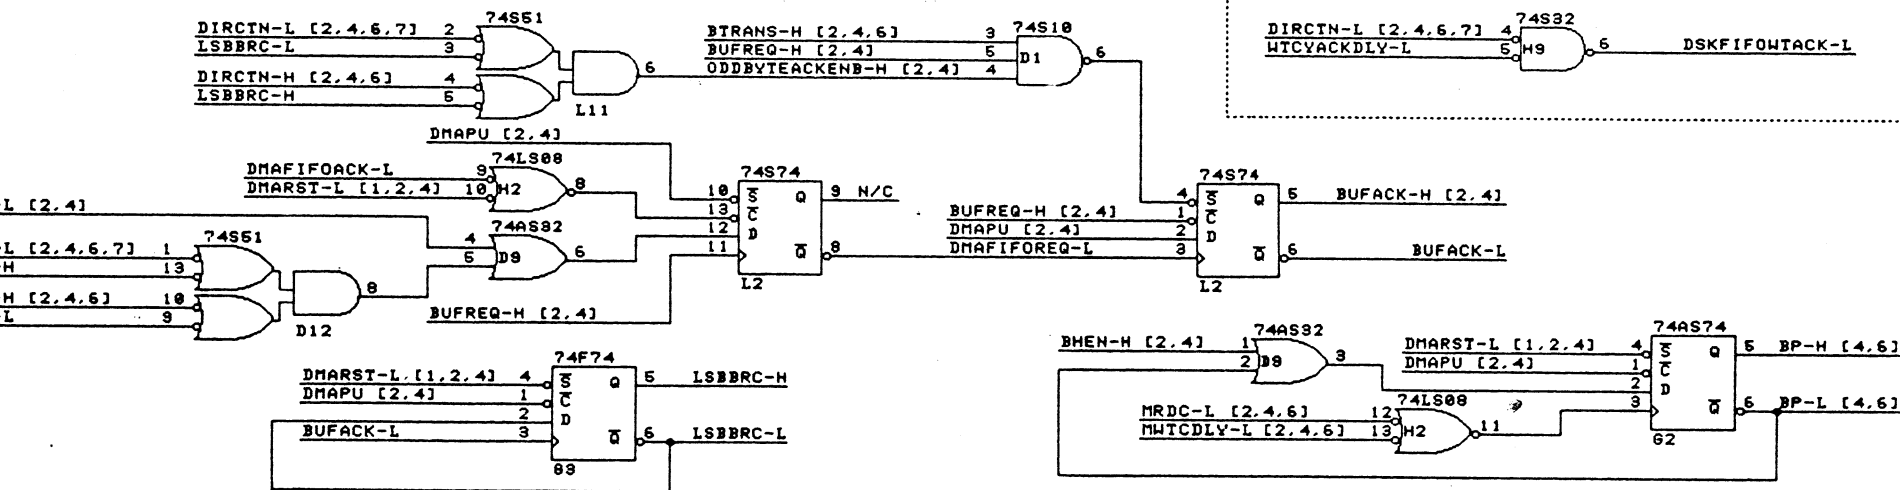 74S51
DIRCTN-L [2,4,6,7] 2
LSBBRC-L 3
DIRCTN-H [2,4,6] 4
LSBBRC-H 5
6
L11
BTRANS-H [2,4,6] 3
BUFREQ-H [2,4] 5
ODDBYTEACKENB-H [2,4] 4
74S10
D1
6
74S32
DIRCTN-L [2,4,6,7] 4
WTCYACKDLY-L 5
H9
6
DSKFIFOWTACK-L
DMAPU [2,4]
74LS08
DMAFIFOACK-L 9
DMARST-L [1,2,4] 10
H2
8
-L [2,4]
74AS32
4
5
D9
6
74S74
10 S Q 9 N/C
13 C
12 D
11 Q 8
L2
BUFREQ-H [2,4]
-L [2,4,6,7] 1
-H 13
-H [2,4,6] 10
-L 9
74S51
8
D12
74S74
4 S Q 5 BUFACK-H [2,4]
BUFREQ-H [2,4] 1 C
DMAPU [2,4] 2 D
DMAFIFOREQ-L 3 Q 6 BUFACK-L
L2
74F74
DMARST-L [1,2,4] 4 S Q 5 LSBBRC-H
DMAPU [2,4] 1 C
2 D
BUFACK-L 3 Q 6 LSBBRC-L
74AS32
BHEN-H [2,4] 1
2
3
74AS74
DMARST-L [1,2,4] 4 S Q 5 BP-H [4,6]
DMAPU [2,4] 1 C
2 D
3 Q 6 BP-L [4,6]
G2
74LS08
MRDC-L [2,4,6] 12
MWTCDLY-L [2,4,6] 13
H2
11